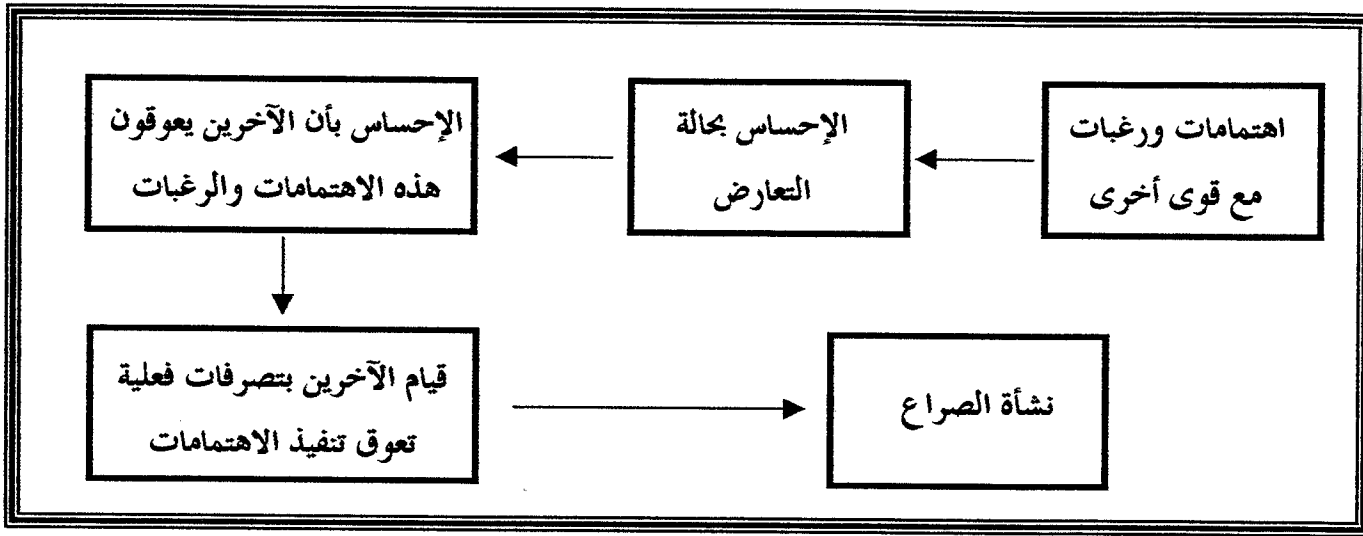 اهتمامات ورغبات
مع قوى أخرى
الإحساس بحالة
التعارض
الإحساس بأن الآخرين يعوقون
هذه الاهتمامات والرغبات
قيام الآخرين بتصرفات فعلية
تعوق تنفيذ الاهتمامات
نشأة الصراع